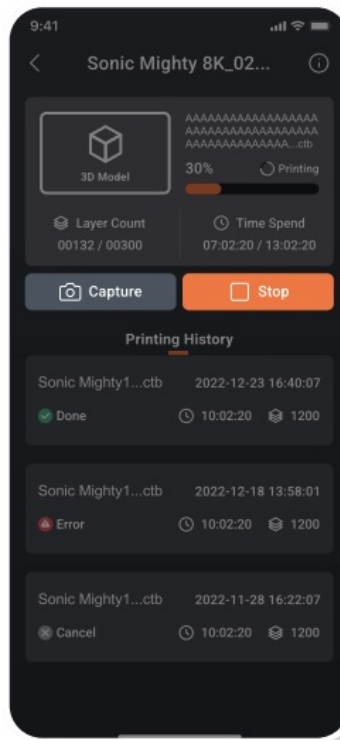 9:41
Sonic Mighty 8K_02...
AAAAAAAAAAAAAAAAAA
AAAAAAAAAAAAAAAAAA
AAAAAAAAAAAAAA...ctb
3D Model
30% Printing
Layer Count
00132 / 00300
Time Spend
07:02:20 / 13:02:20
Capture
Stop
Printing History
Sonic Mighty1...ctb 2022-12-23 16:40:07
Done 10:02:20 1200
Sonic Mighty1...ctb 2022-12-18 13:58:01
Error 10:02:20 1200
Sonic Mighty1...ctb 2022-11-28 16:22:07
Cancel 10:02:20 1200